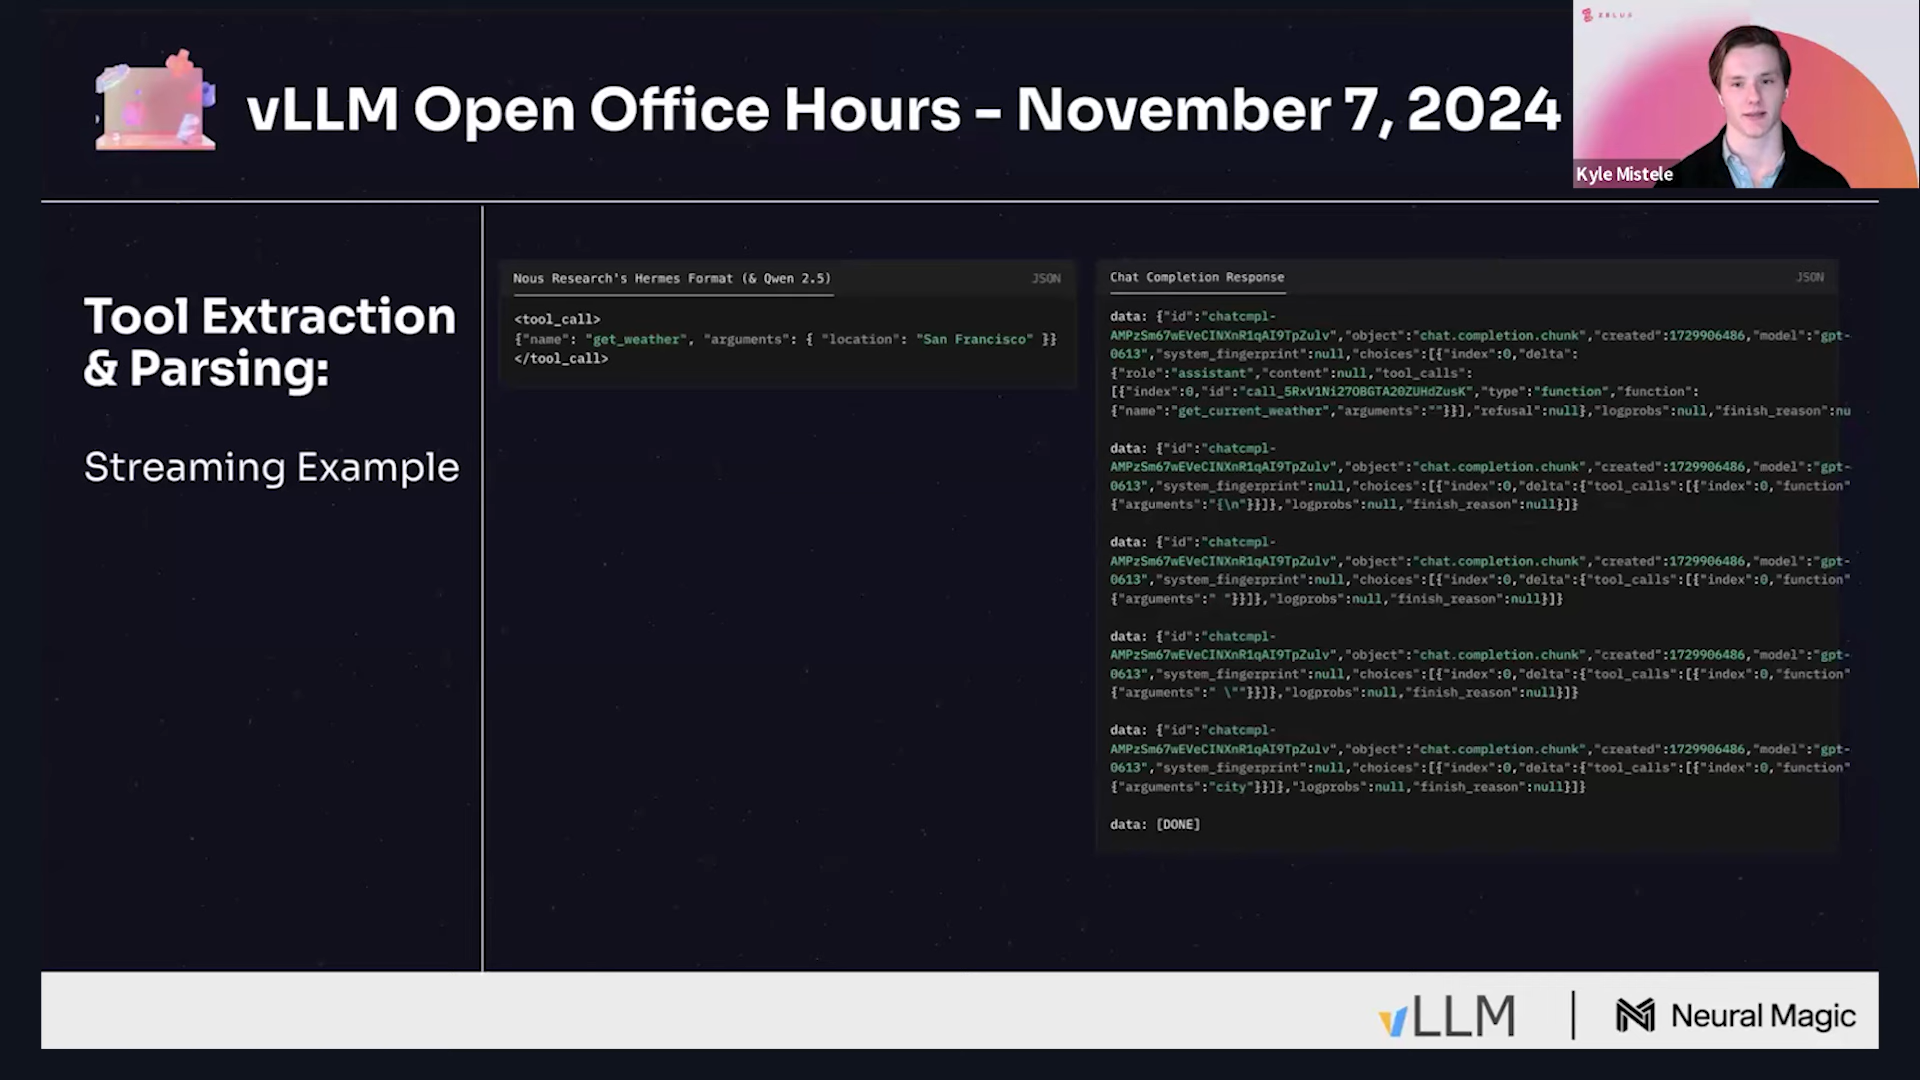 vLLM Open Office Hours – November 7, 2024
ZELUS
Kyle Mistele
Tool Extraction
& Parsing:
Streaming Example
Nous Research's Hermes Format (& Qwen 2.5)
JSON
<tool_call>
{"name": "get_weather", "arguments": { "location": "San Francisco" }}
</tool_call>
Chat Completion Response
JSON
data: {"id":"chatcmpl-
AMPzSm67wEVeCINXnR1qAI9TpZulv","object":"chat.completion.chunk","created":1729906486,"model":"gpt-
0613","system_fingerprint":null,"choices":[{"index":0,"delta":
{"role":"assistant","content":null,"tool_calls":
[{"index":0,"id":"call_5RxV1Ni27OBGTA20ZUHdZusK","type":"function","function":
{"name":"get_current_weather","arguments":""}}],"refusal":null},"logprobs":null,"finish_reason":nu
data: {"id":"chatcmpl-
AMPzSm67wEVeCINXnR1qAI9TpZulv","object":"chat.completion.chunk","created":1729906486,"model":"gpt-
0613","system_fingerprint":null,"choices":[{"index":0,"delta":{"tool_calls":[{"index":0,"function"
{"arguments":"{\n"}}]},"logprobs":null,"finish_reason":null}]}
data: {"id":"chatcmpl-
AMPzSm67wEVeCINXnR1qAI9TpZulv","object":"chat.completion.chunk","created":1729906486,"model":"gpt-
0613","system_fingerprint":null,"choices":[{"index":0,"delta":{"tool_calls":[{"index":0,"function"
{"arguments":" "}}]},"logprobs":null,"finish_reason":null}]}
data: {"id":"chatcmpl-
AMPzSm67wEVeCINXnR1qAI9TpZulv","object":"chat.completion.chunk","created":1729906486,"model":"gpt-
0613","system_fingerprint":null,"choices":[{"index":0,"delta":{"tool_calls":[{"index":0,"function"
{"arguments":" \""}}]},"logprobs":null,"finish_reason":null}]}
data: {"id":"chatcmpl-
AMPzSm67wEVeCINXnR1qAI9TpZulv","object":"chat.completion.chunk","created":1729906486,"model":"gpt-
0613","system_fingerprint":null,"choices":[{"index":0,"delta":{"tool_calls":[{"index":0,"function"
{"arguments":"city"}}]},"logprobs":null,"finish_reason":null}]}
data: [DONE]
vLLM
Neural Magic